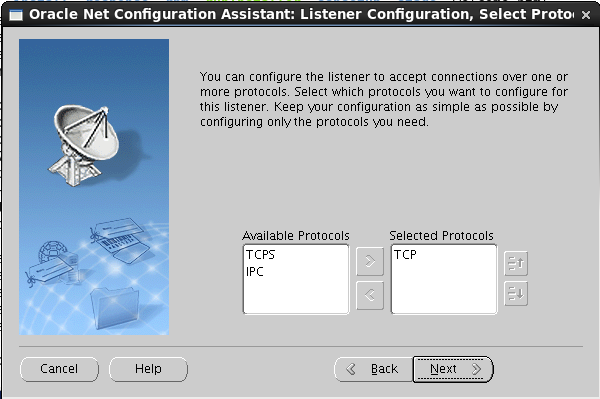 Oracle Net Configuration Assistant: Listener Configuration, Select Proto
You can configure the listener to accept connections over one or
more protocols. Select which protocols you want to configure for
this listener. Keep your configuration as simple as possible by
configuring only the protocols you need.
Available Protocols
Selected Protocols
TCPS
TCP
IPC
Cancel
Help
Back
Next